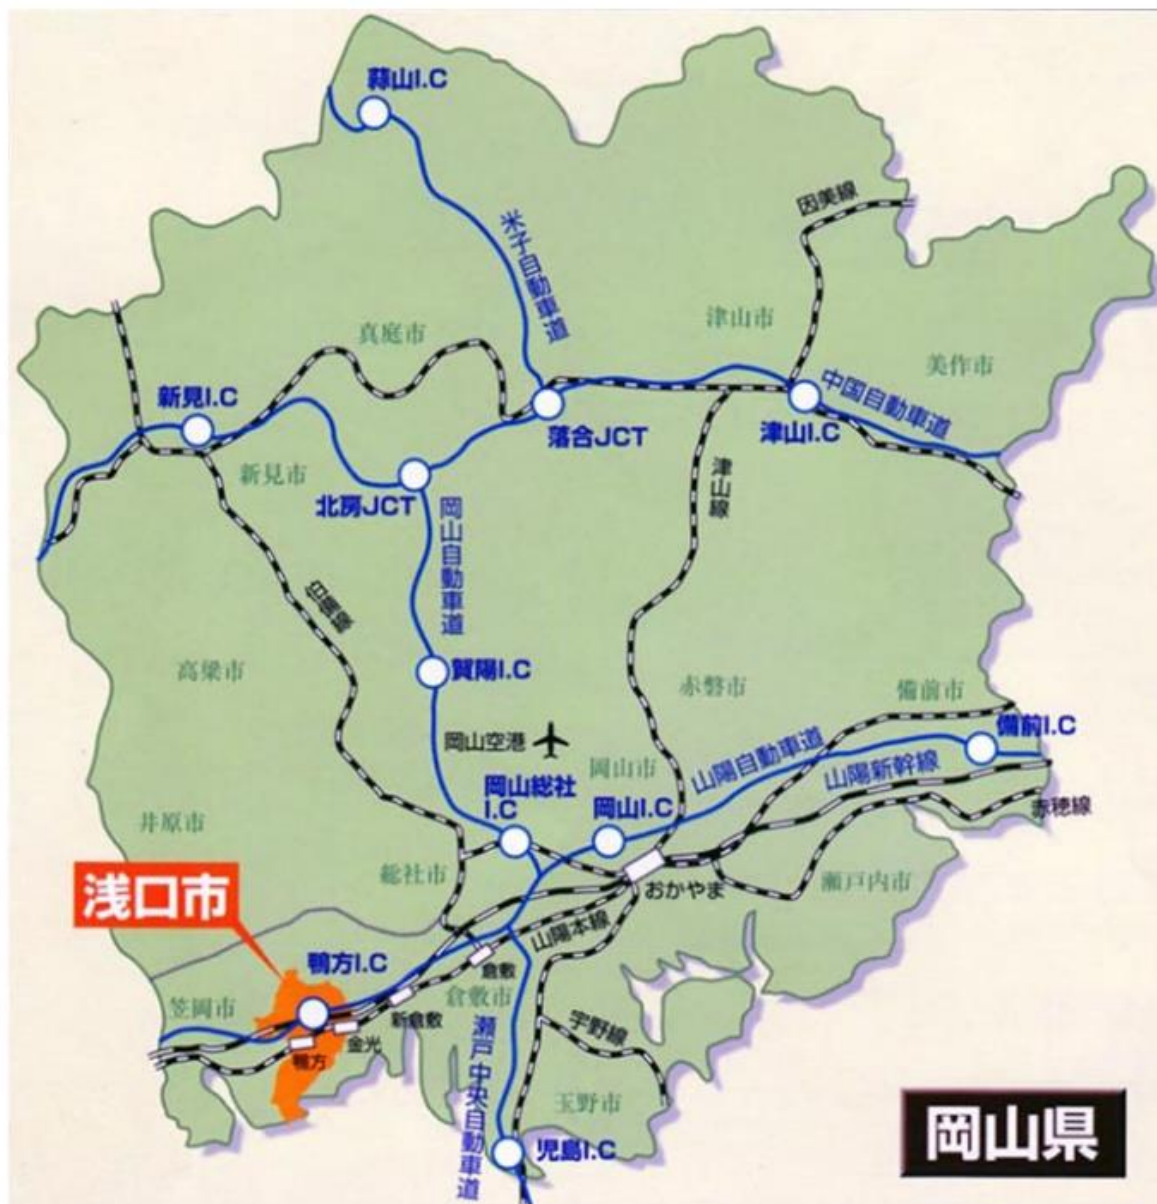 蒜山I.C
因美線
米子自動車道
津山市
真庭市
美作市
新見I.C
中国自動車道
落合JCT
津山I.C
新見市
津山線
北房JCT
岡山自動車道
伯備線
高梁市
賀陽I.C
赤磐市
備前市
備前I.C
岡山空港
岡山市
山陽自動車道
山陽新幹線
岡山総社
I.C
岡山I.C
赤穂線
井原市
総社市
おかやま
瀬戸内市
浅口市
山陽本線
鴨方I.C
倉敷
笠岡市
倉敷市
新倉敷
金光
鴨方
宇野線
瀬戸中央自動車道
玉野市
児島I.C
岡山県